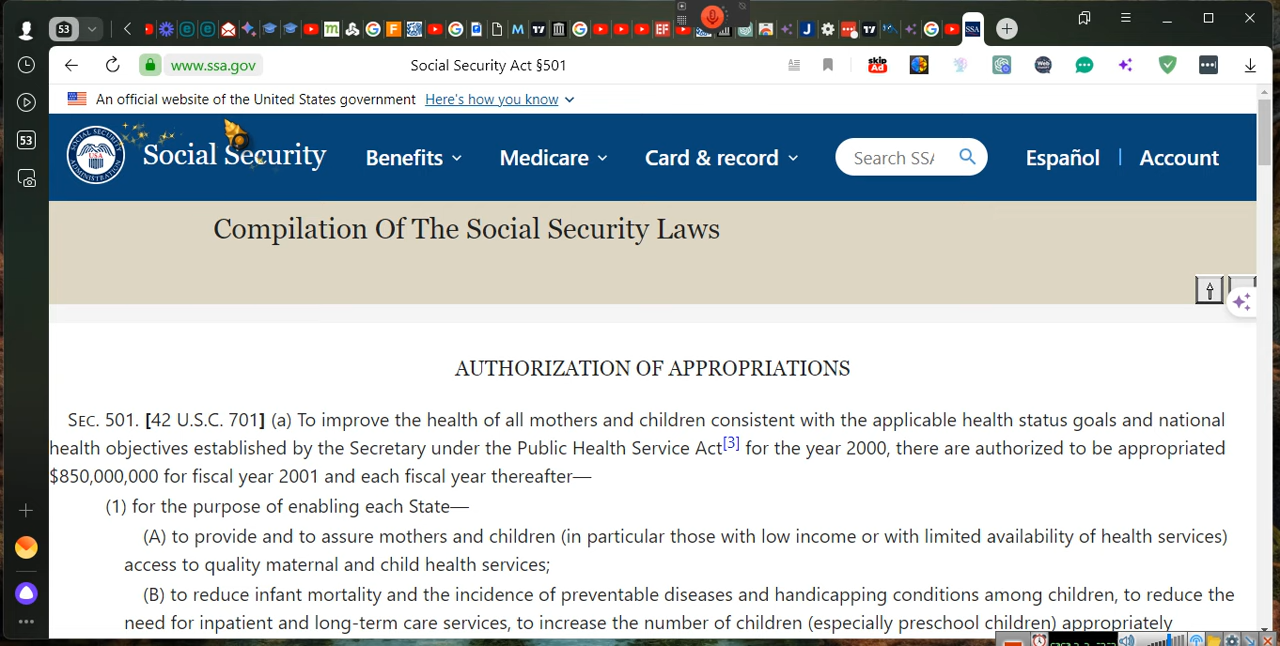 53
www.ssa.gov
Social Security Act §501
skip Ad
53
An official website of the United States government Here's how you know
Social Security
Benefits
Medicare
Card & record
Search SSA
Español
Account
Compilation Of The Social Security Laws
AUTHORIZATION OF APPROPRIATIONS
SEC. 501. [42 U.S.C. 701] (a) To improve the health of all mothers and children consistent with the applicable health status goals and national
health objectives established by the Secretary under the Public Health Service Act[3] for the year 2000, there are authorized to be appropriated
$850,000,000 for fiscal year 2001 and each fiscal year thereafter—
(1) for the purpose of enabling each State—
(A) to provide and to assure mothers and children (in particular those with low income or with limited availability of health services)
access to quality maternal and child health services;
(B) to reduce infant mortality and the incidence of preventable diseases and handicapping conditions among children, to reduce the
need for inpatient and long-term care services, to increase the number of children (especially preschool children) appropriately